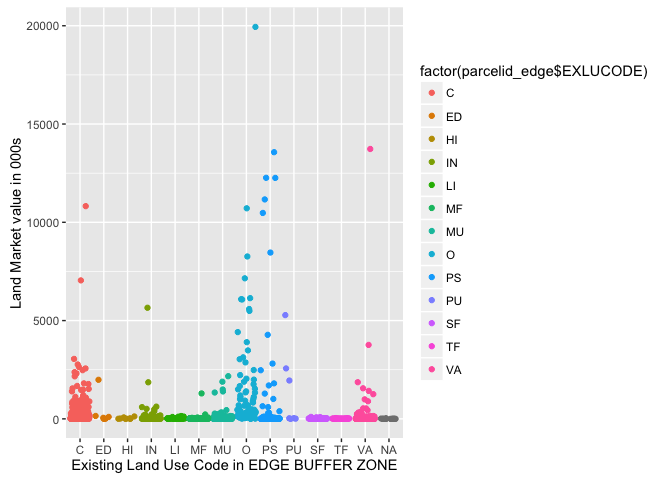 20000
15000
10000
5000
0
Land Market value in 000s
C ED HI IN LI MF MU O PS PU SF TF VA NA
Existing Land Use Code in EDGE BUFFER ZONE
factor(parcelid_edge$EXLUCODE)
C
ED
HI
IN
LI
MF
MU
O
PS
PU
SF
TF
VA